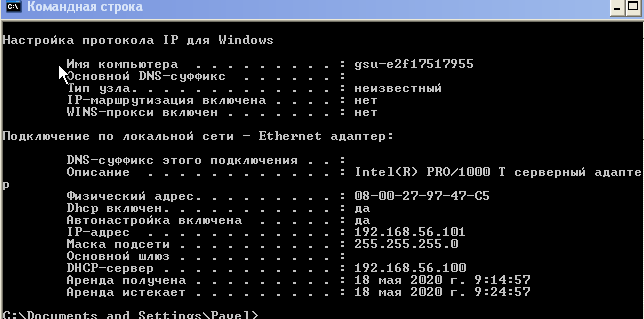 Командная строка
Настройка протокола IP для Windows
Имя компьютера . . . . . . . . . : gsu-e2f17517955
Основной DNS-суффикс . . . . . . :
Тип узла. . . . . . . . . . . . . : неизвестный
IP-маршрутизация включена . . . . : нет
WINS-прокси включен . . . . . . . : нет
Подключение по локальной сети - Ethernet адаптер:
DNS-суффикс этого подключения . . :
Описание . . . . . . . . . . . . : Intel(R) PRO/1000 T серверный адапте
р
Физический адрес. . . . . . . . . : 08-00-27-97-47-C5
Dhcp включен. . . . . . . . . . . : да
Автонастройка включена . . . . . : да
IP-адрес . . . . . . . . . . . . : 192.168.56.101
Маска подсети . . . . . . . . . . : 255.255.255.0
Основной шлюз . . . . . . . . . . :
DHCP-сервер . . . . . . . . . . . : 192.168.56.100
Аренда получена . . . . . . . . . : 18 мая 2020 г. 9:14:57
Аренда истекает . . . . . . . . . : 18 мая 2020 г. 9:24:57
C:\Documents and Settings\Pavel>